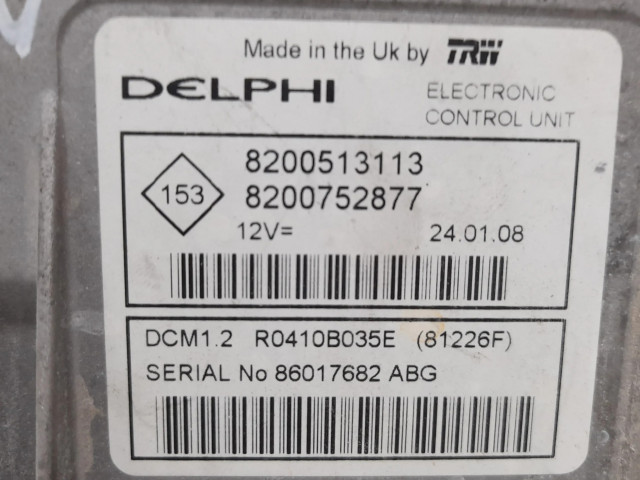 Made in the Uk by TRW
DELPHI
ELECTRONIC
CONTROL UNIT
153
8200513113
8200752877
12V=
24.01.08
DCM1.2 R0410B035E (81226F)
SERIAL No 86017682 ABG